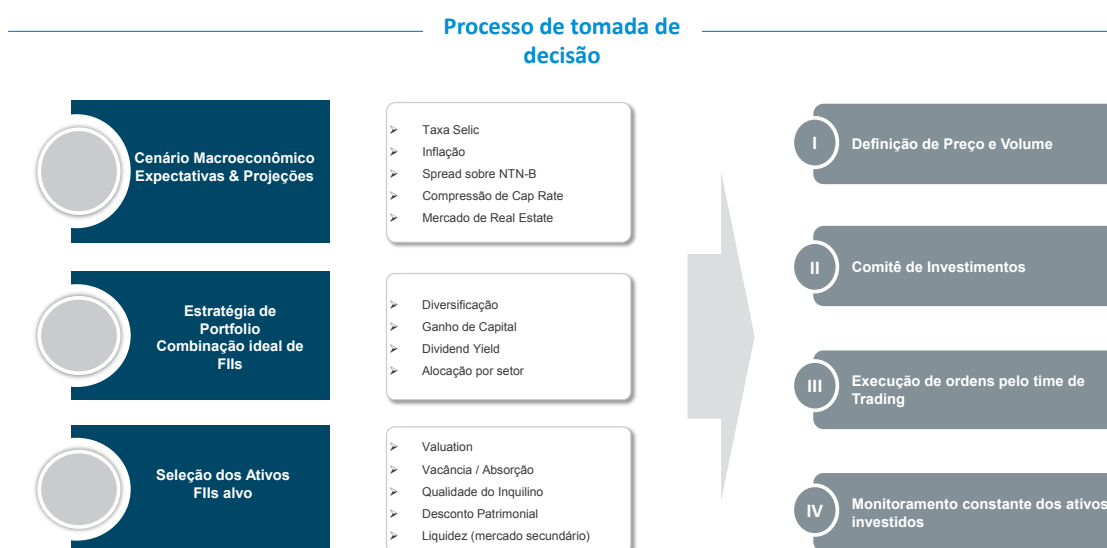 Processo de tomada de
decisão
Cenário Macroeconômico
Expectativas & Projeções
Taxa Selic
Inflação
Spread sobre NTN-B
Compressão de Cap Rate
Mercado de Real Estate
Estratégia de
Portfolio
Combinação ideal de
FIIs
Diversificação
Ganho de Capital
Dividend Yield
Alocação por setor
Seleção dos Ativos
FIIs alvo
Valuation
Vacância / Absorção
Qualidade do Inquilino
Desconto Patrimonial
Liquidez (mercado secundário)
I
Definição de Preço e Volume
II
Comitê de Investimentos
III
Execução de ordens pelo time de
Trading
IV
Monitoramento constante dos ativos
investidos